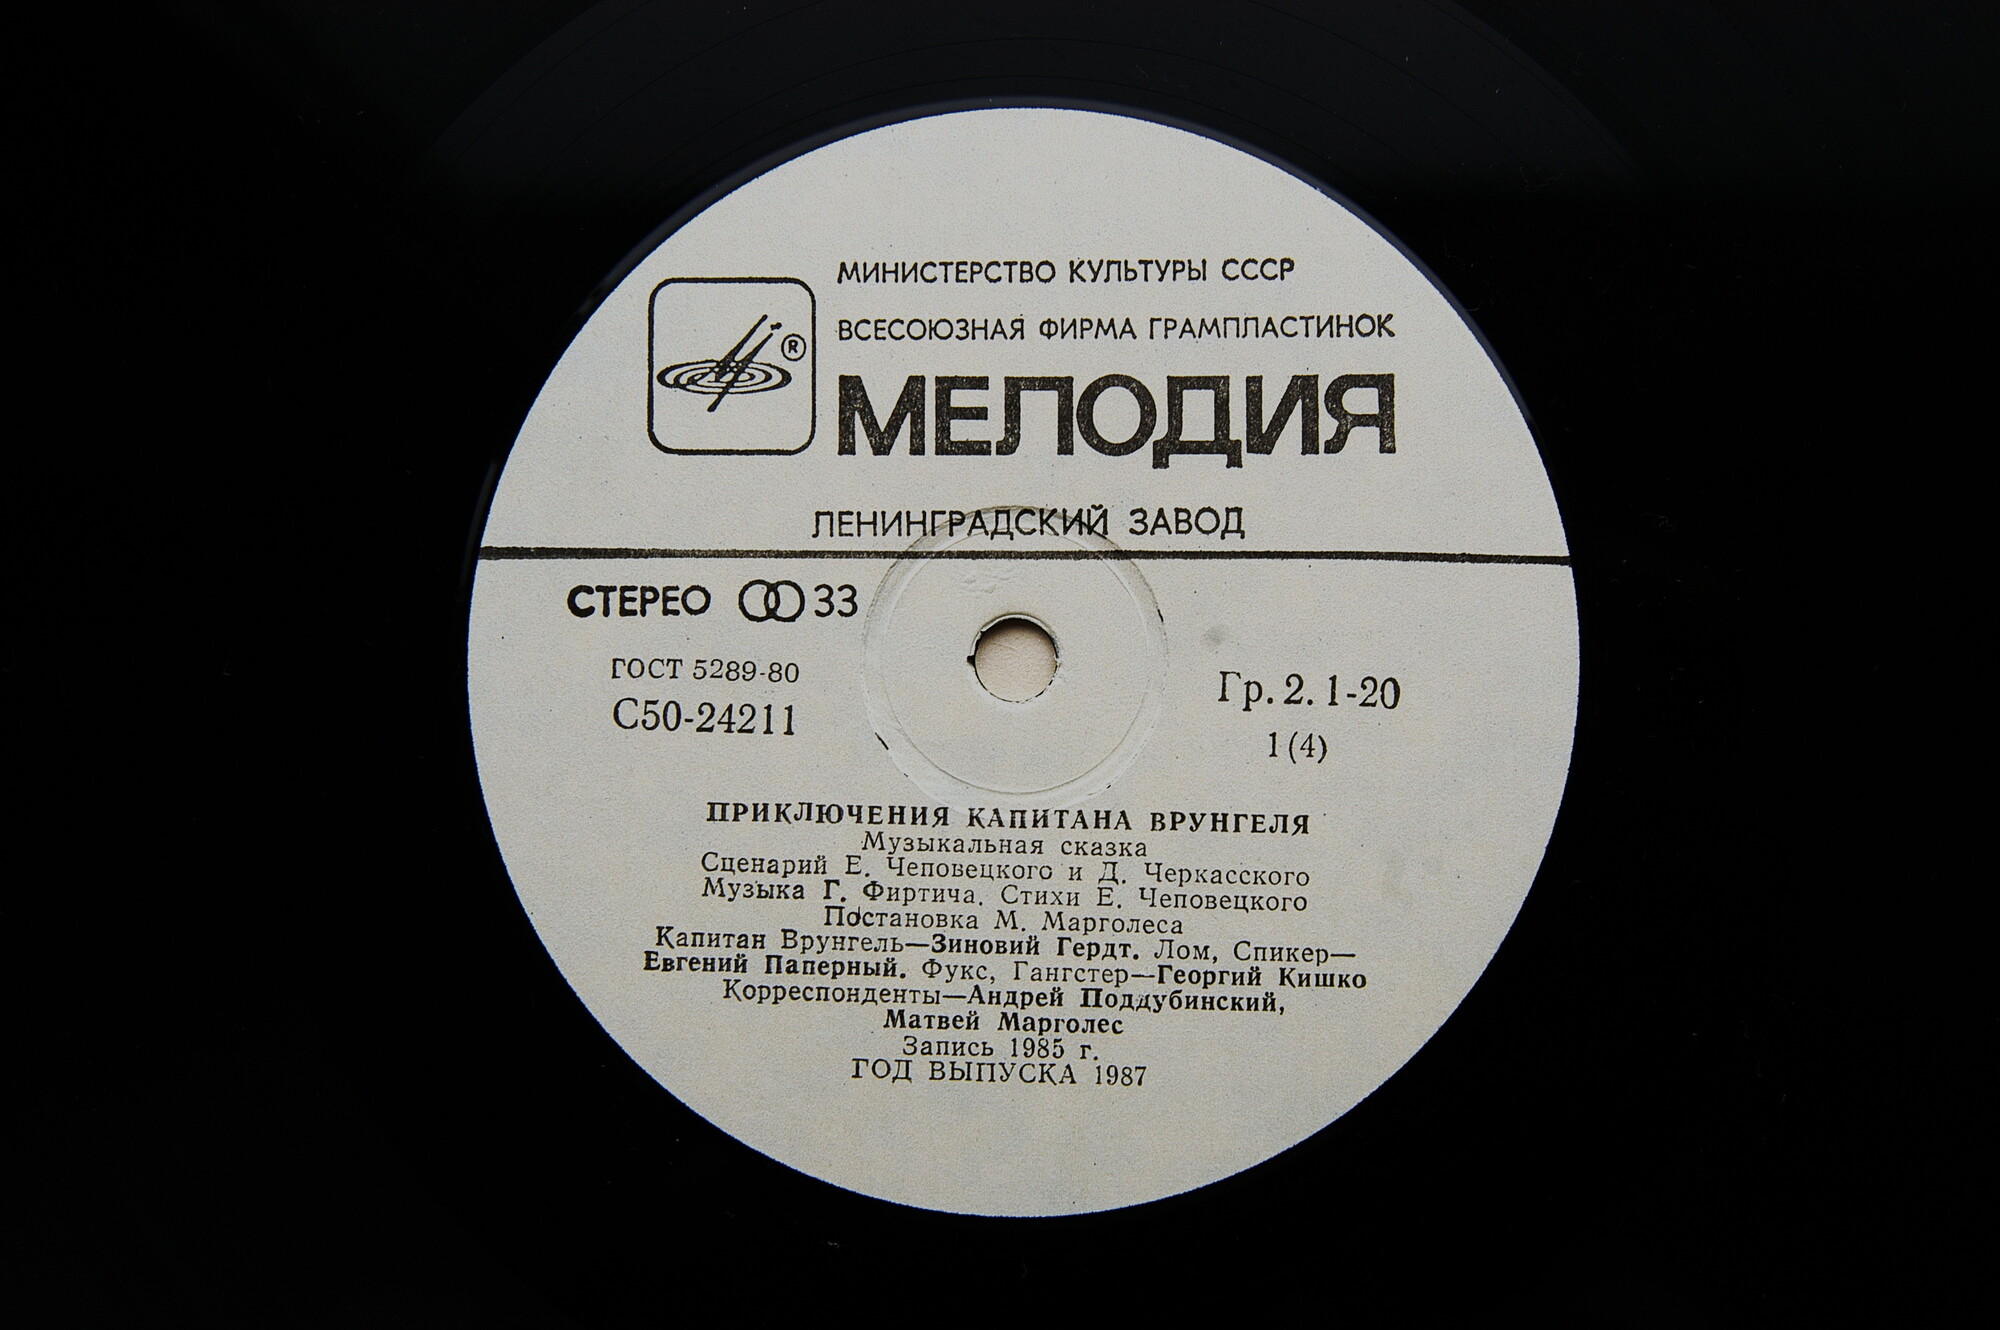 МИНИСТЕРСТВО КУЛЬТУРЫ СССР
ВСЕСОЮЗНАЯ ФИРМА ГРАМПЛАСТИНОК
®
МЕЛОДИЯ
ЛЕНИНГРАДСКИЙ ЗАВОД
СТЕРЕО 33
ГОСТ 5289-80
С50-24211
Гр. 2. 1-20
1 (4)
ПРИКЛЮЧЕНИЯ КАПИТАНА ВРУНГЕЛЯ
Музыкальная сказка
Сценарий Е. Чеповецкого и Д. Черкасского
Музыка Г. Фиртича. Стихи Е. Чеповецкого
Постановка М. Марголеса
Капитан Врунгель—Зиновий Гердт. Лом, Спикер—
Евгений Паперный. Фукс, Гангстер—Георгий Кишко
Корреспонденты—Андрей Поддубинский,
Матвей Марголес
Запись 1985 г.
ГОД ВЫПУСКА 1987